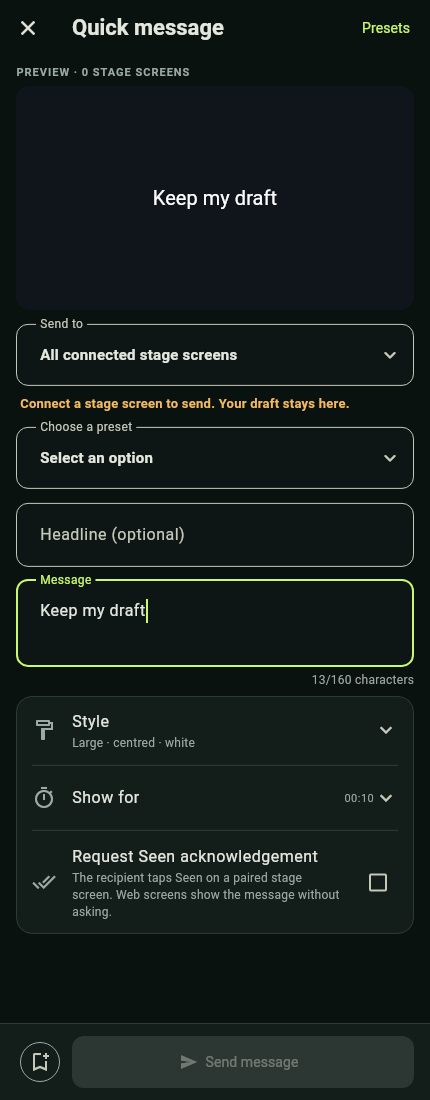 Quick message
Presets
PREVIEW · 0 STAGE SCREENS
Keep my draft
Send to
All connected stage screens
Connect a stage screen to send. Your draft stays here.
Choose a preset
Select an option
Headline (optional)
Message
Keep my draft
13/160 characters
Style
Large · centred · white
Show for
00:10
Request Seen acknowledgement
The recipient taps Seen on a paired stage
screen. Web screens show the message without
asking.
Send message